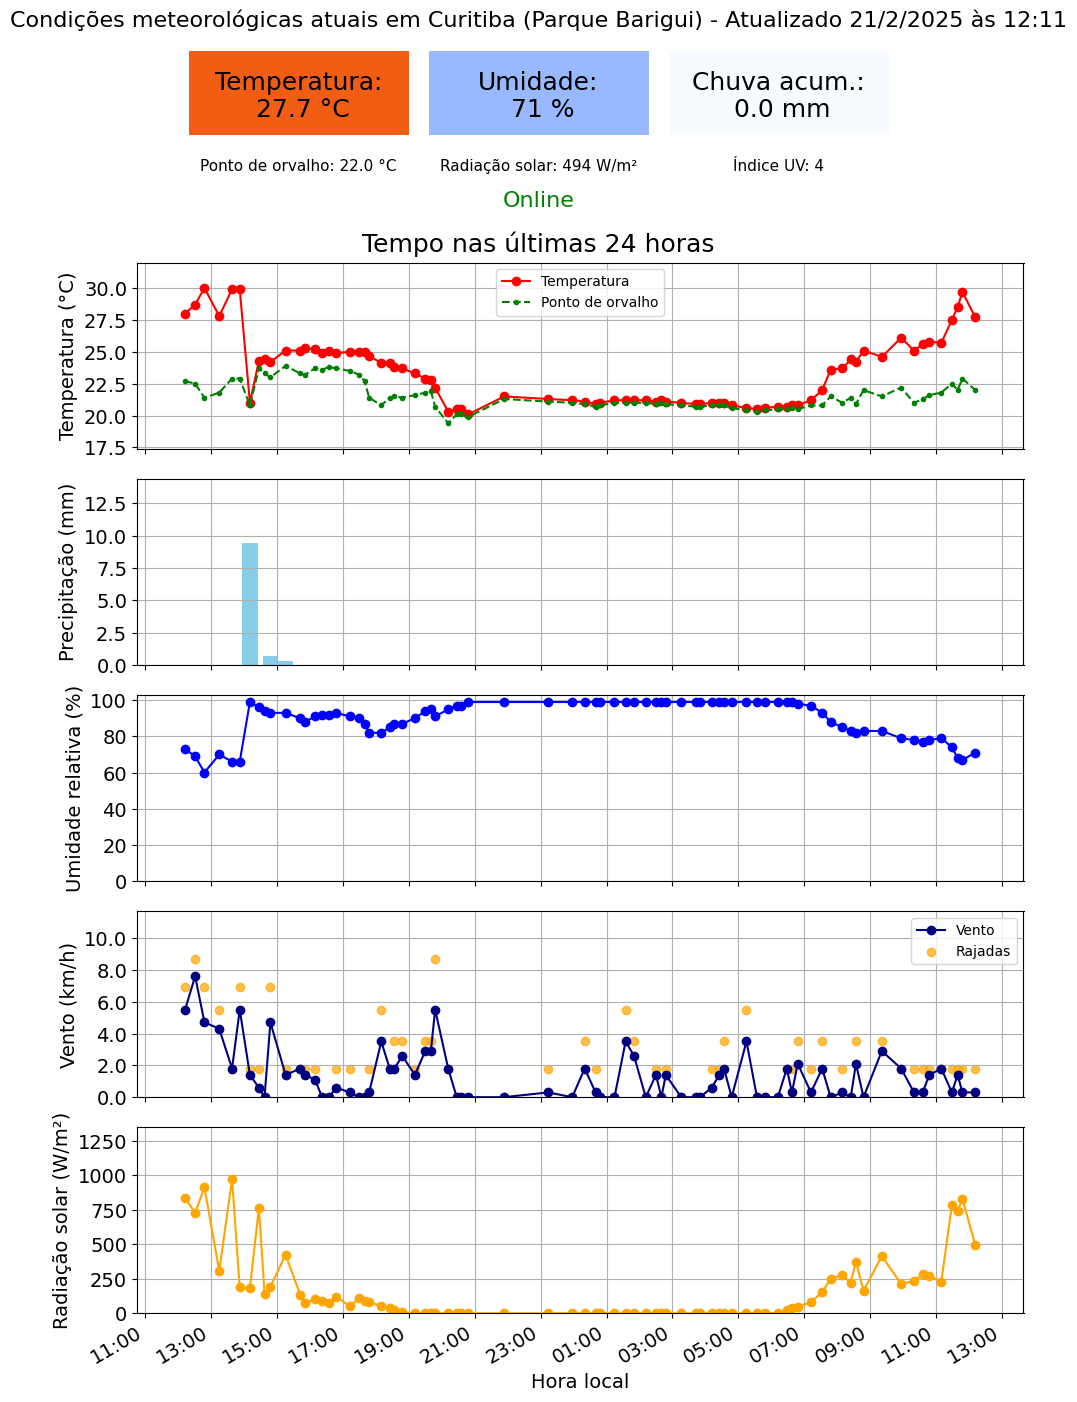 Condições meteorológicas atuais em Curitiba (Parque Barigui) - Atualizado 21/2/2025 às 12:11
Temperatura:
27.7 °C
Umidade:
71 %
Chuva acum.:
0.0 mm
Ponto de orvalho: 22.0 °C
Radiação solar: 494 W/m²
Índice UV: 4
Online
Tempo nas últimas 24 horas
Temperatura (°C)
30.0
27.5
25.0
22.5
20.0
17.5
Temperatura
Ponto de orvalho
Precipitação (mm)
12.5
10.0
7.5
5.0
2.5
0.0
Umidade relativa (%)
100
80
60
40
20
0
Vento (km/h)
10.0
8.0
6.0
4.0
2.0
0.0
Vento
Rajadas
Radiação solar (W/m²)
1250
1000
750
500
250
0
11:00
13:00
15:00
17:00
19:00
21:00
23:00
01:00
03:00
05:00
07:00
09:00
11:00
13:00
Hora local